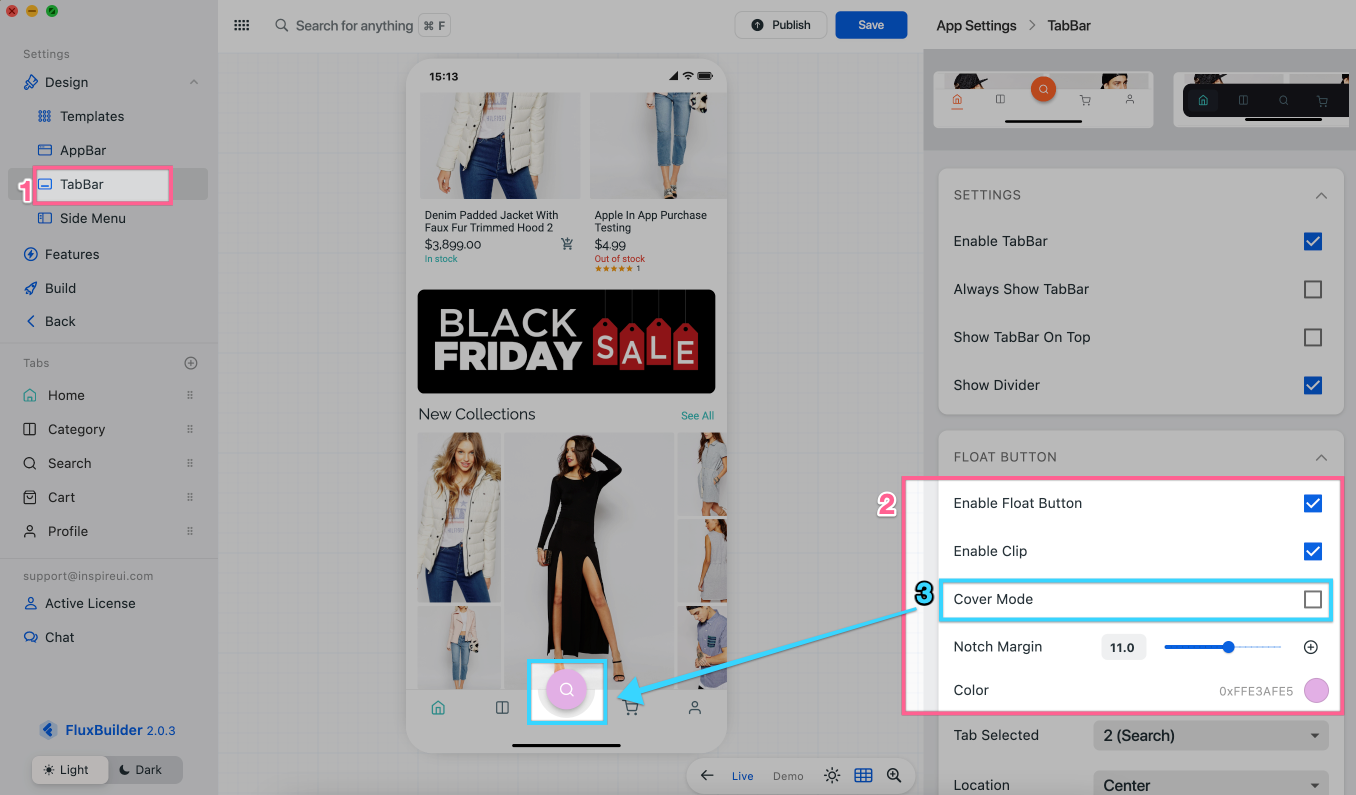 Settings
Design
Templates
AppBar
1
TabBar
Side Menu
Features
Build
Back
Tabs
Home
Category
Search
Cart
Profile
support@inspireui.com
Active License
Chat
FluxBuilder 2.0.3
Light
Dark
Search for anything
⌘ F
Publish
Save
15:13
Denim Padded Jacket With
Faux Fur Trimmed Hood 2
$3,899.00
In stock
Apple In App Purchase
Testing
$4.99
Out of stock
★★★★★ 1
BLACK
FRIDAY
SALE
New Collections
See All
Live
Demo
App Settings > TabBar
SETTINGS
Enable TabBar
Always Show TabBar
Show TabBar On Top
Show Divider
FLOAT BUTTON
2
Enable Float Button
Enable Clip
3
Cover Mode
Notch Margin
11.0
Color
0xFFE3AFE5
Tab Selected
2 (Search)
Location
Center